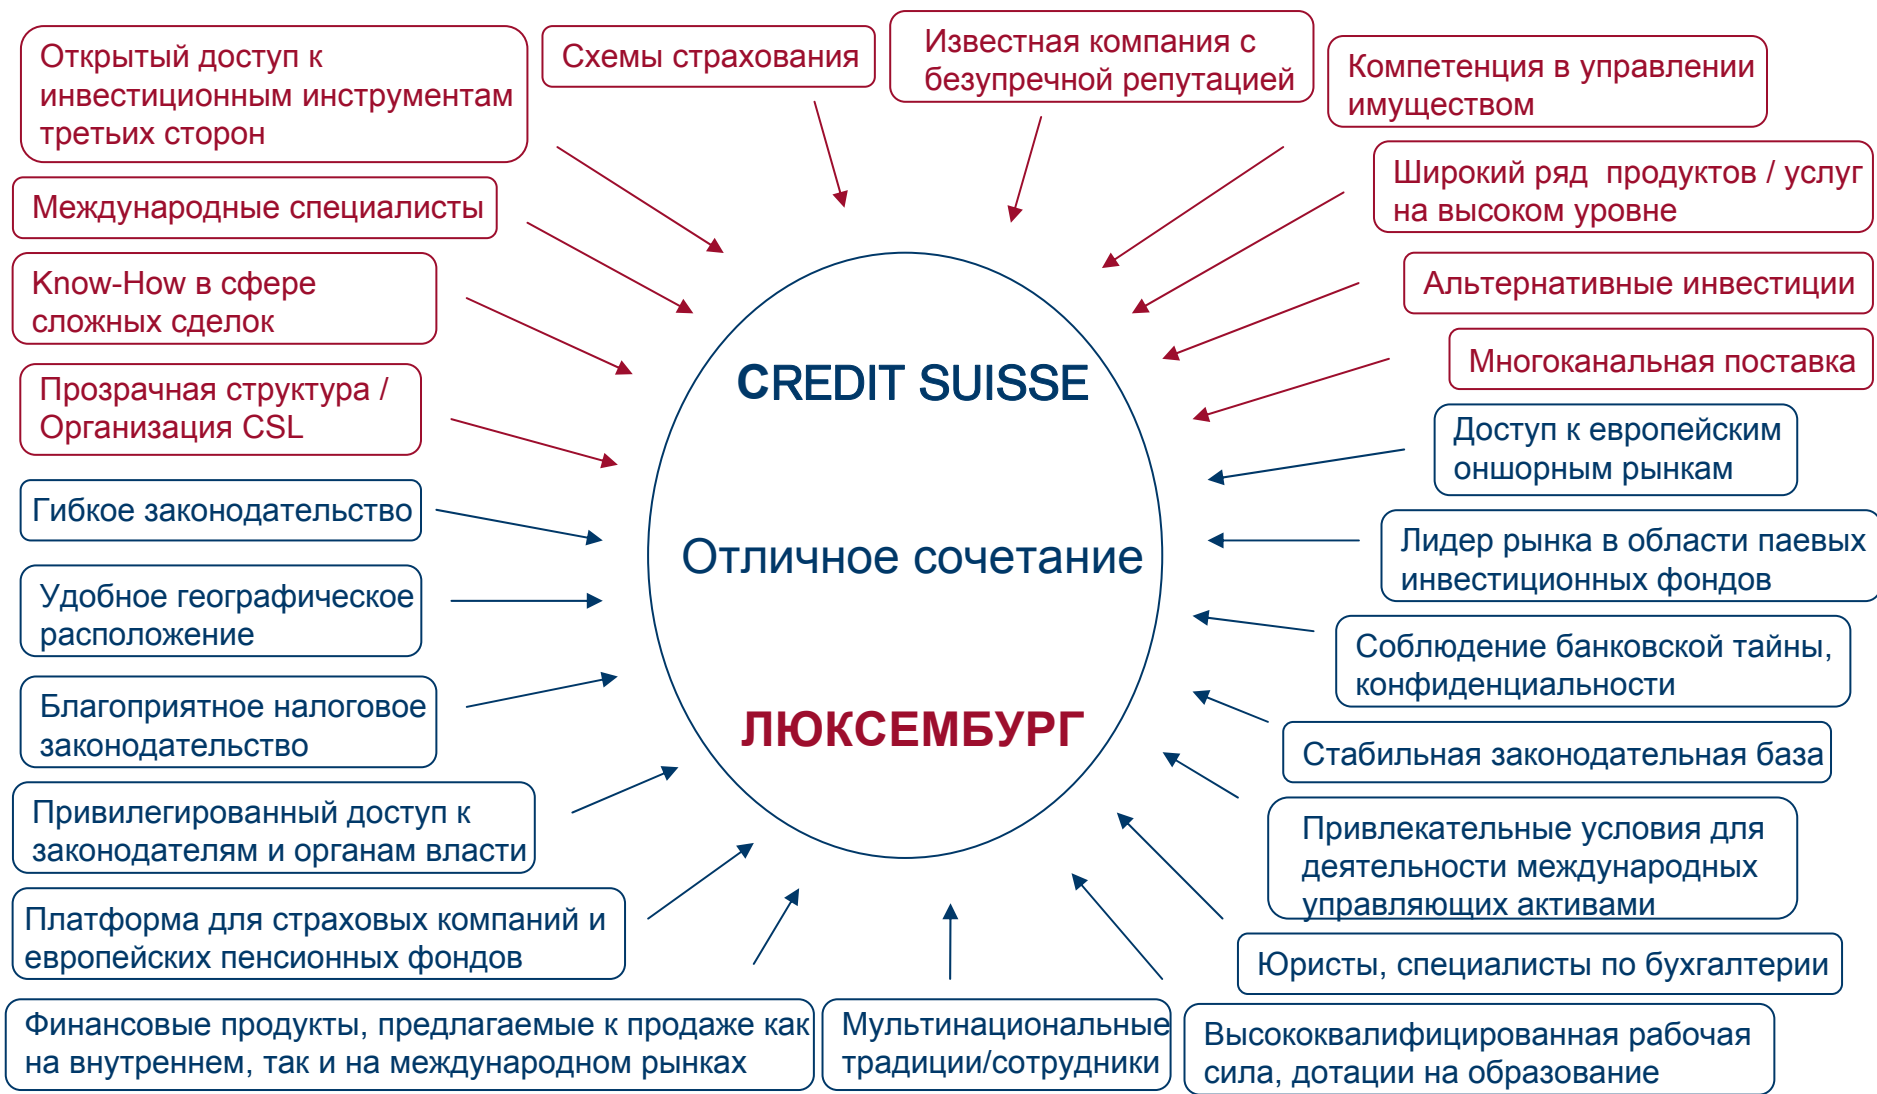 Открытый доступ к
инвестиционным инструментам
третьих сторон
Схемы страхования
Известная компания с
безупречной репутацией
Компетенция в управлении
имуществом
Международные специалисты
Широкий ряд продуктов / услуг
на высоком уровне
Know-How в сфере
сложных сделок
Альтернативные инвестиции
Прозрачная структура /
Организация CSL
Многоканальная поставка
CREDIT SUISSE
Отличное сочетание
ЛЮКСЕМБУРГ
Гибкое законодательство
Доступ к европейским
оншорным рынкам
Удобное географическое
расположение
Лидер рынка в области паевых
инвестиционных фондов
Благоприятное налоговое
законодательство
Соблюдение банковской тайны,
конфиденциальности
Стабильная законодательная база
Привилегированный доступ к
законодателям и органам власти
Привлекательные условия для
деятельности международных
управляющих активами
Платформа для страховых компаний и
европейских пенсионных фондов
Юристы, специалисты по бухгалтерии
Финансовые продукты, предлагаемые к продаже как
на внутреннем, так и на международном рынках
Мультинациональные
традиции/сотрудники
Высококвалифицированная рабочая
сила, дотации на образование